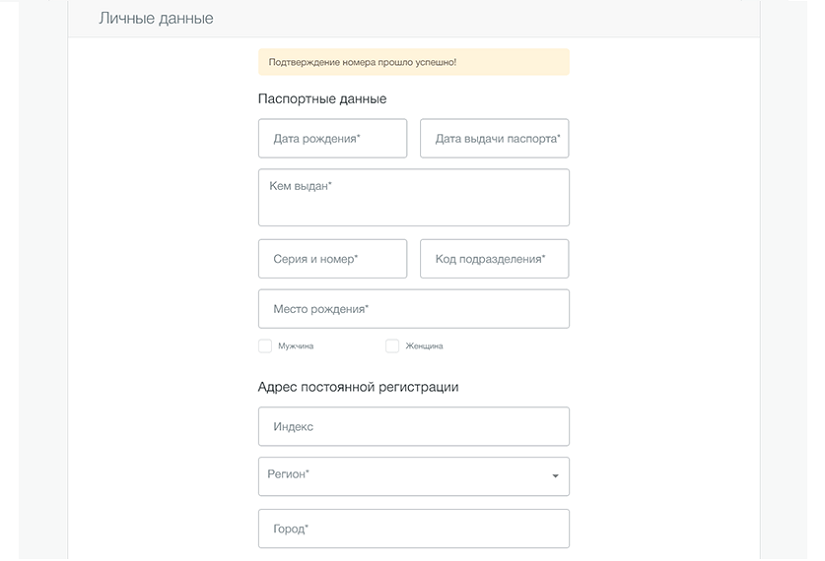 Личные данные
Подтверждение номера прошло успешно!
Паспортные данные
Дата рождения*
Дата выдачи паспорта*
Кем выдан*
Серия и номер*
Код подразделения*
Место рождения*
Мужчина
Женщина
Адрес постоянной регистрации
Индекс
Регион*
Город*